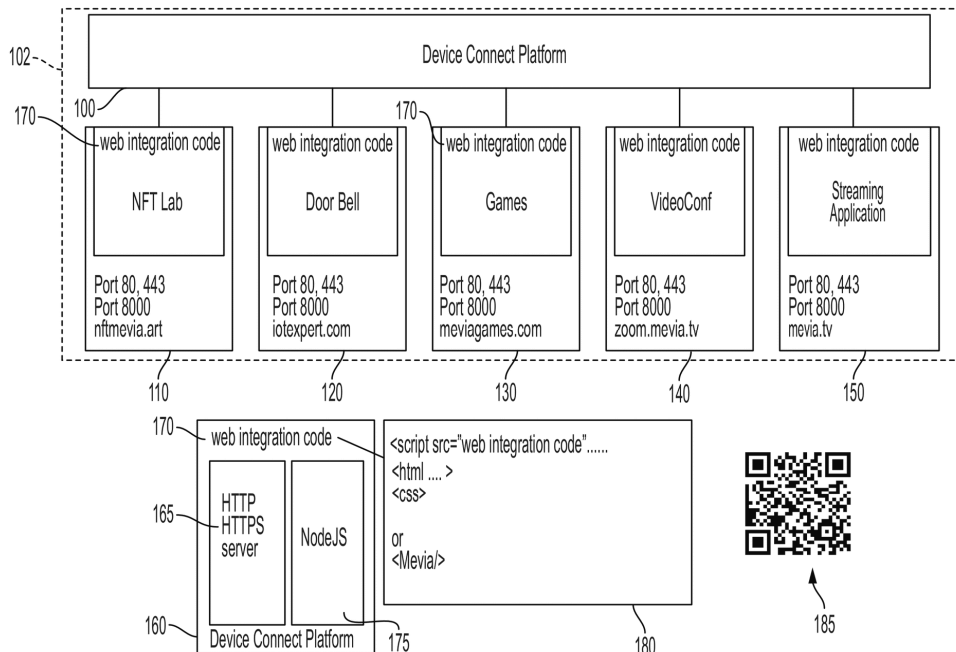 102
Device Connect Platform
100
170
170
web integration code
web integration code
web integration code
web integration code
web integration code
NFT Lab
Door Bell
Games
VideoConf
Streaming
Application
Port 80, 443
Port 8000
nftmevia.art
Port 80, 443
Port 8000
iotexpert.com
Port 80, 443
Port 8000
meviagames.com
Port 80, 443
Port 8000
zoom.mevia.tv
Port 80, 443
Port 8000
mevia.tv
110
120
130
140
150
170
web integration code
165
HTTP
HTTPS
server
NodeJS
160
Device Connect Platform
175
<script src="web integration code"......
<html .... >
<css>
or
<Mevia/>
180
185